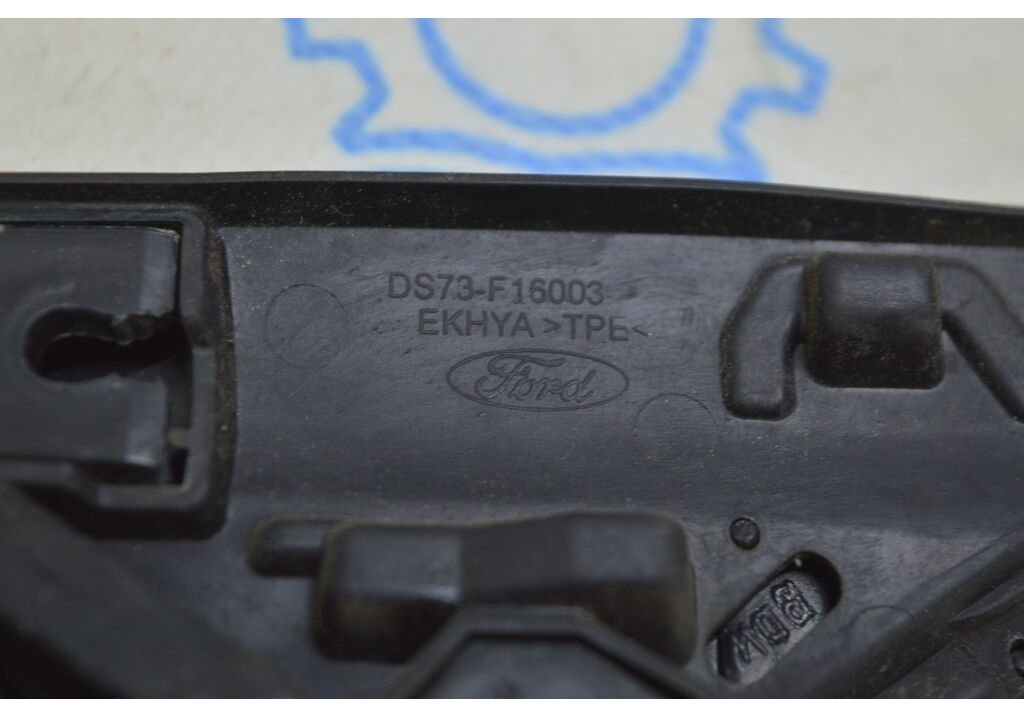 DS73-F16003
EKHYA >TPE<
Ford